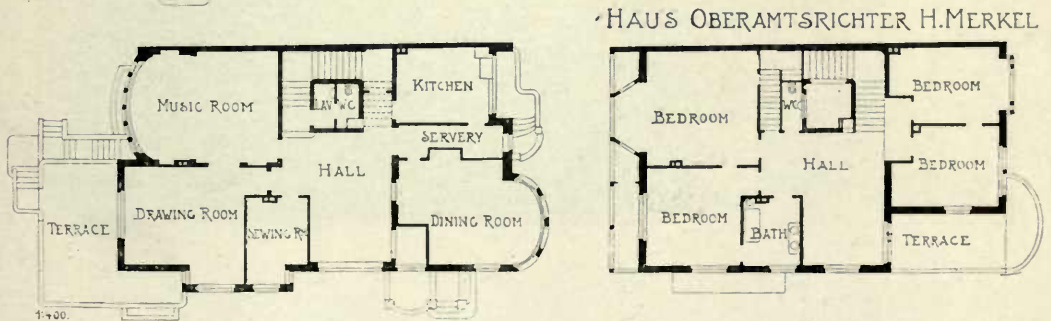 HAUS OBERAMTSRICHTER H. MERKEL
MUSIC ROOM
LAV
WC
KITCHEN
SERVERY
HALL
DRAWING ROOM
SEWING RM
DINING ROOM
TERRACE
1:400.
BEDROOM
WC
BEDROOM
HALL
BEDROOM
BEDROOM
BATH
TERRACE